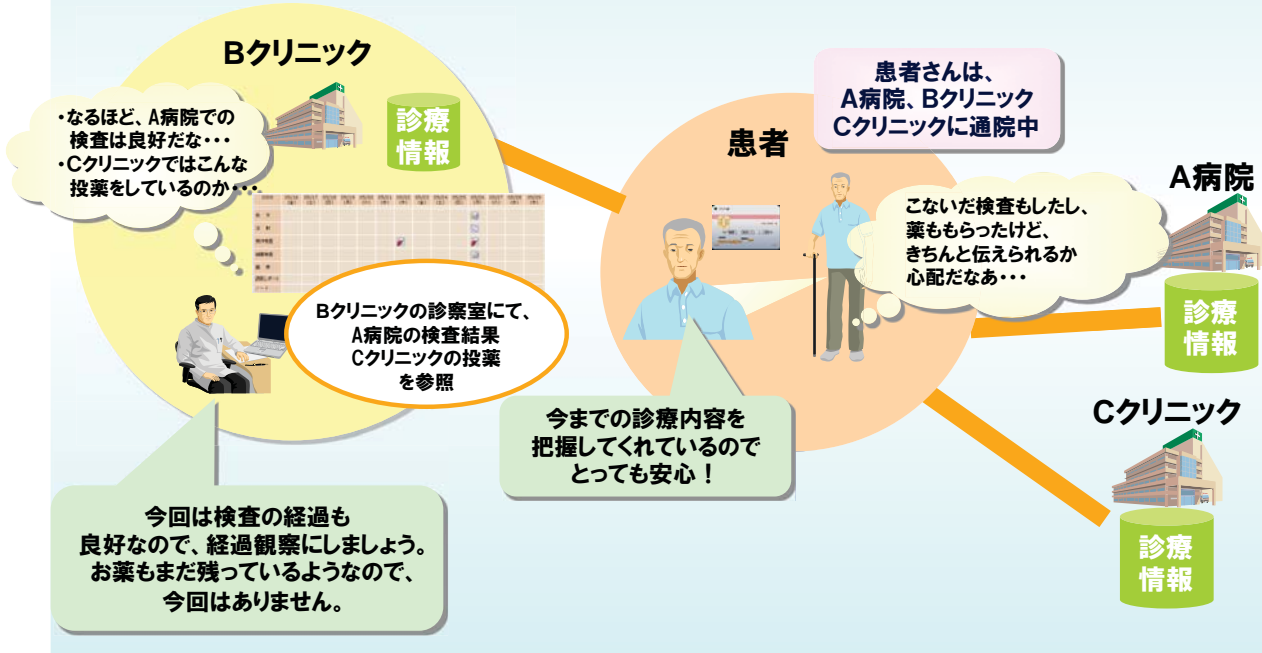 Bクリニック
・なるほど、A病院での
検査は良好だな・・・
・Cクリニックではこんな
投薬をしているのか・・・
診療
情報
Bクリニックの診察室にて、
A病院の検査結果
Cクリニックの投薬
を参照
今回は検査の経過も
良好なので、経過観察にしましょう。
お薬もまだ残っているようなので、
今回はありません。
患者さんは、
A病院、Bクリニック
Cクリニックに通院中
患者
こないだ検査もしたし、
薬ももらったけど、
きちんと伝えられるか
心配だなあ・・・
今までの診療内容を
把握してくれているので
とっても安心！
A病院
診療
情報
Cクリニック
診療
情報